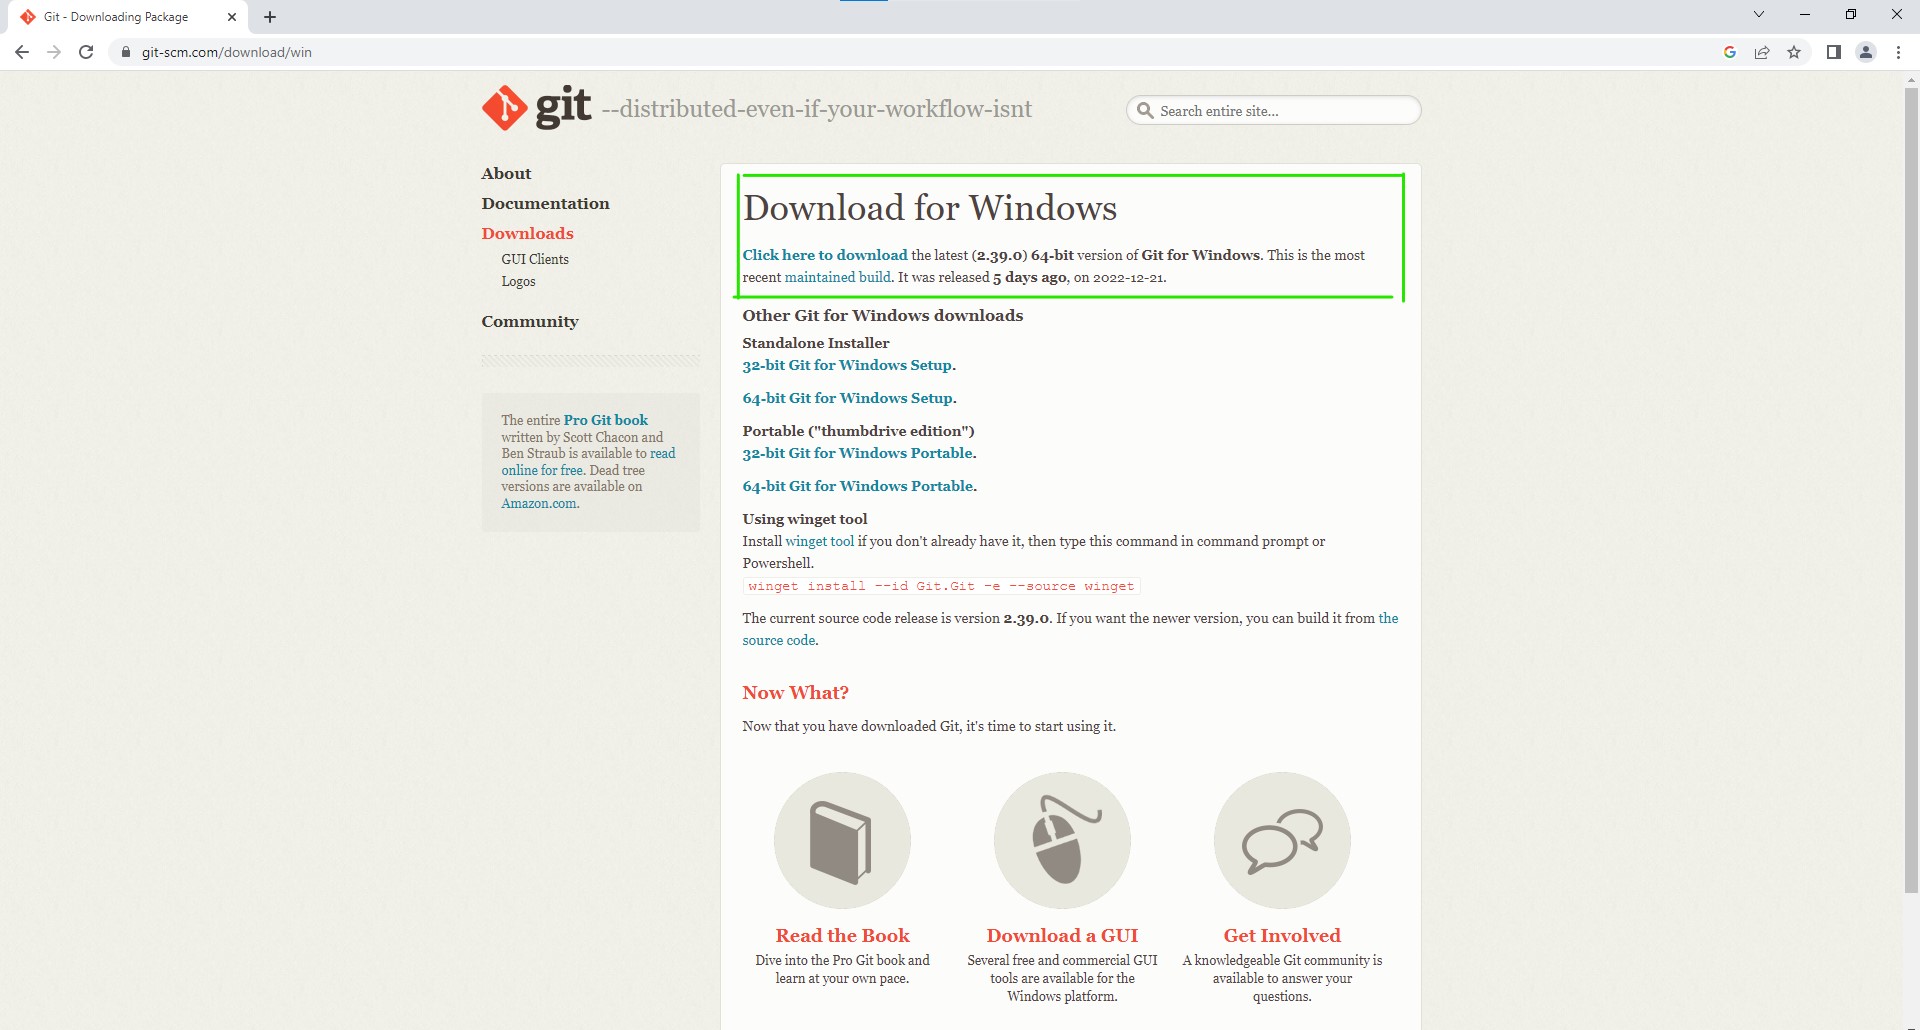 Git - Downloading Package
git-scm.com/download/win
git --distributed-even-if-your-workflow-isnt
Search entire site...
About
Documentation
Downloads
GUI Clients
Logos
Community
The entire Pro Git book
written by Scott Chacon and
Ben Straub is available to read
online for free. Dead tree
versions are available on
Amazon.com.
Download for Windows
Click here to download the latest (2.39.0) 64-bit version of Git for Windows. This is the most
recent maintained build. It was released 5 days ago, on 2022-12-21.
Other Git for Windows downloads
Standalone Installer
32-bit Git for Windows Setup.
64-bit Git for Windows Setup.
Portable ("thumbdrive edition")
32-bit Git for Windows Portable.
64-bit Git for Windows Portable.
Using winget tool
Install winget tool if you don't already have it, then type this command in command prompt or
Powershell.
winget install --id Git.Git -e --source winget
The current source code release is version 2.39.0. If you want the newer version, you can build it from the
source code.
Now What?
Now that you have downloaded Git, it's time to start using it.
Read the Book
Dive into the Pro Git book and
learn at your own pace.
Download a GUI
Several free and commercial GUI
tools are available for the
Windows platform.
Get Involved
A knowledgeable Git community is
available to answer your
questions.